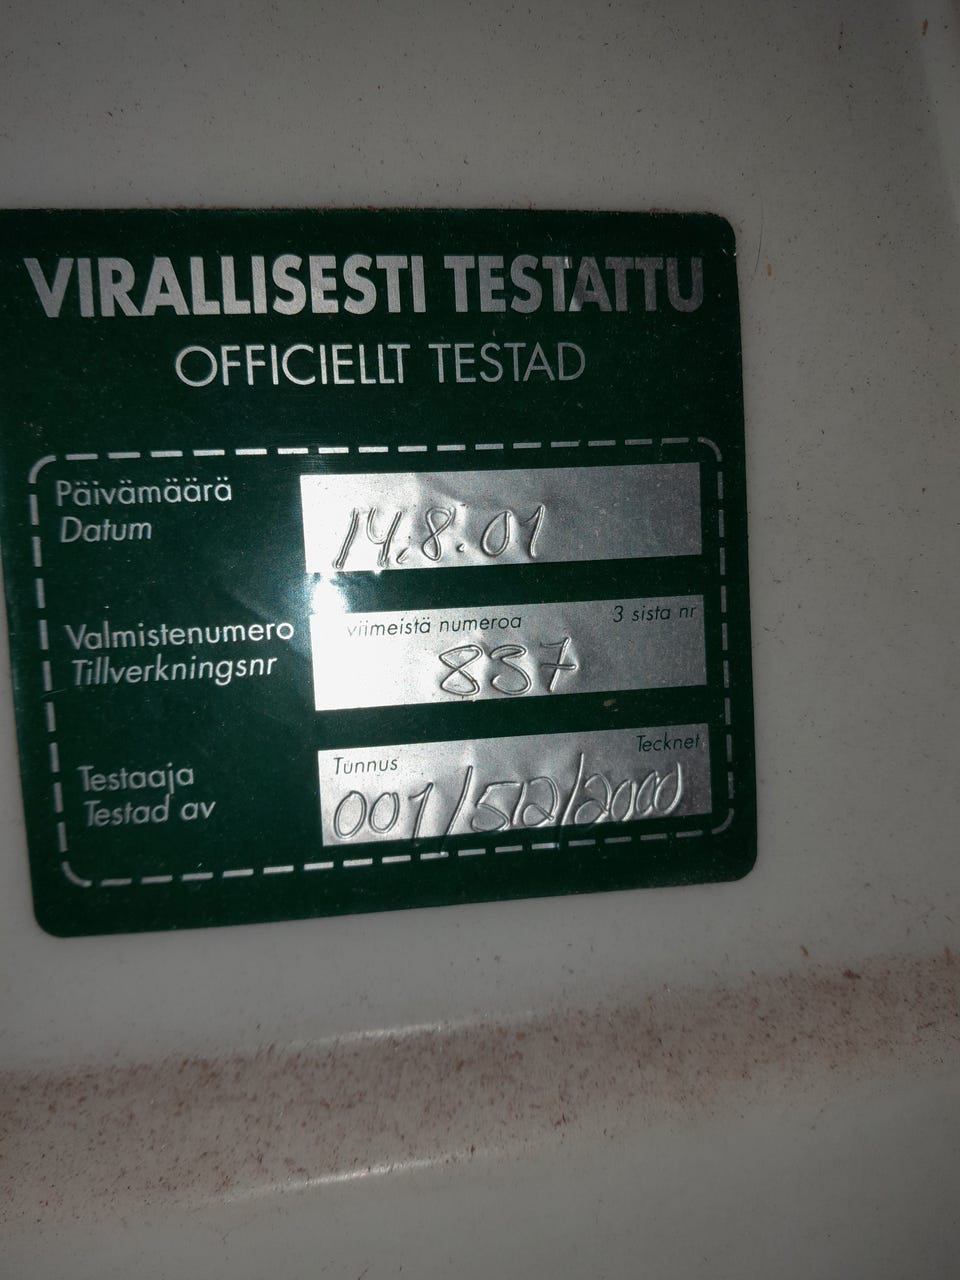 VIRALLISESTI TESTATTU
OFFICIELLT TESTAD
Päivämäärä
Datum
14.8.01
Valmistenumero
Tillverkningsnr
viimeistä numeroa 3 sista nr
837
Testaaja
Testad av
Tunnus Tecknet
001/512/2000